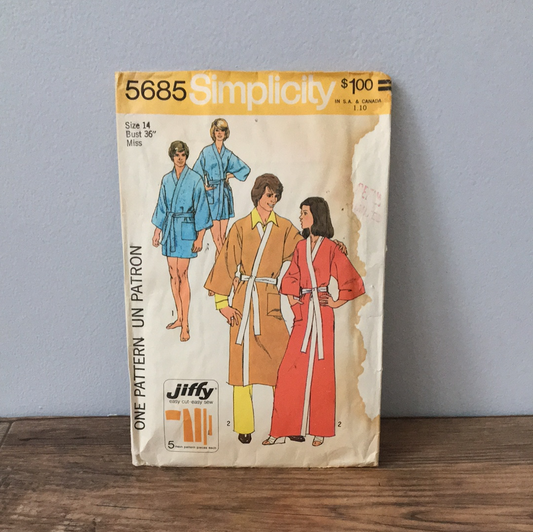 5685 Simplicity $1.00
IN S.A. & CANADA
1.10
Size 14
Bust 36"
Miss
ONE PATTERN UN PATRON
1
2
2
jiffy
easy cut-easy sew
5